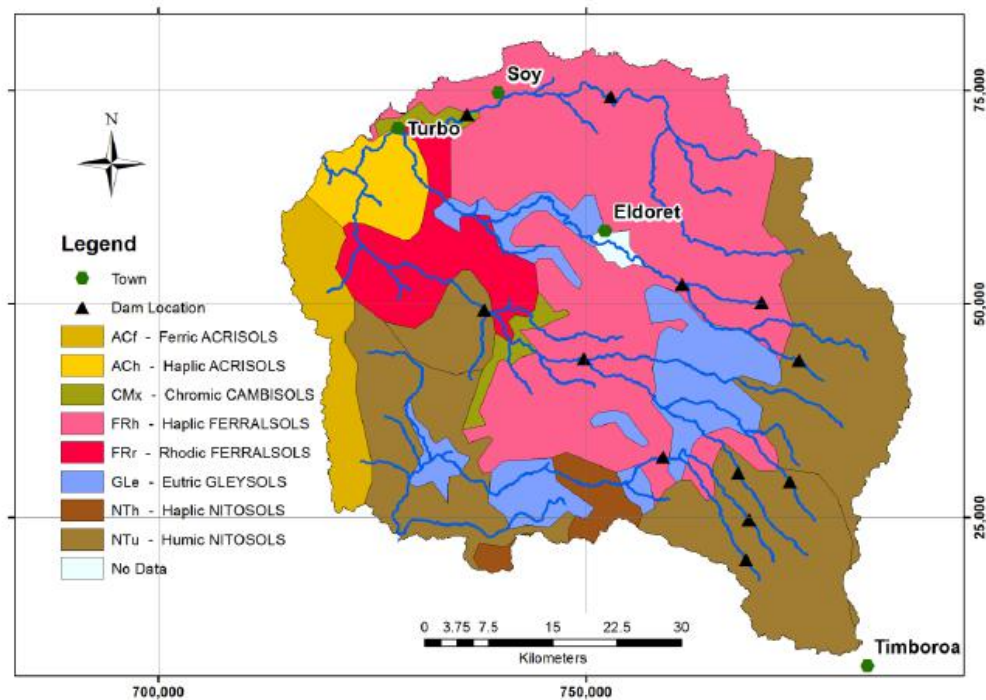 Soy
75,000
N
Turbo
Eldoret
Legend
Town
Dam Location
50,000
ACf - Ferric ACRISOLS
ACh - Haplic ACRISOLS
CMx - Chromic CAMBISOLS
FRh - Haplic FERRALSOLS
FRr - Rhodic FERRALSOLS
GLe - Eutric GLEYSOLS
NTh - Haplic NITOSOLS
25,000
NTu - Humic NITOSOLS
No Data
0 3.75 7.5 15 22.5 30
Kilometers
Timboroa
700,000
750,000